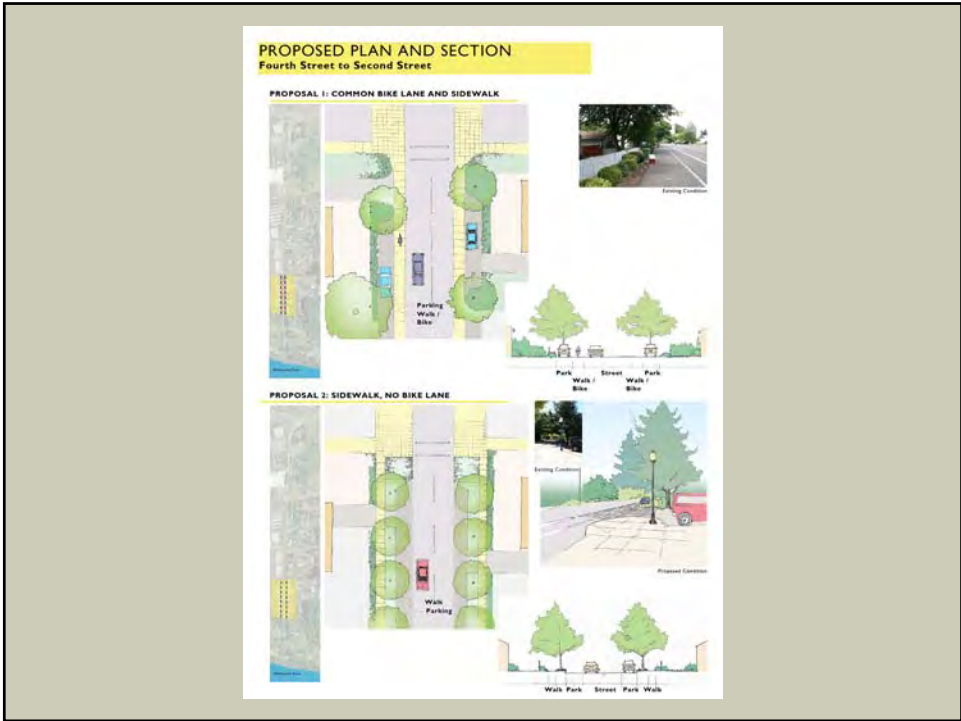 PROPOSED PLAN AND SECTION
Fourth Street to Second Street
PROPOSAL 1: COMMON BIKE LANE AND SIDEWALK
Existing Condition
Parking
Walk /
Bike
Park Street Park
Walk / Walk /
Bike Bike
PROPOSAL 2: SIDEWALK, NO BIKE LANE
Existing Condition
Proposed Condition
Walk
Parking
Walk Park Street Park Walk